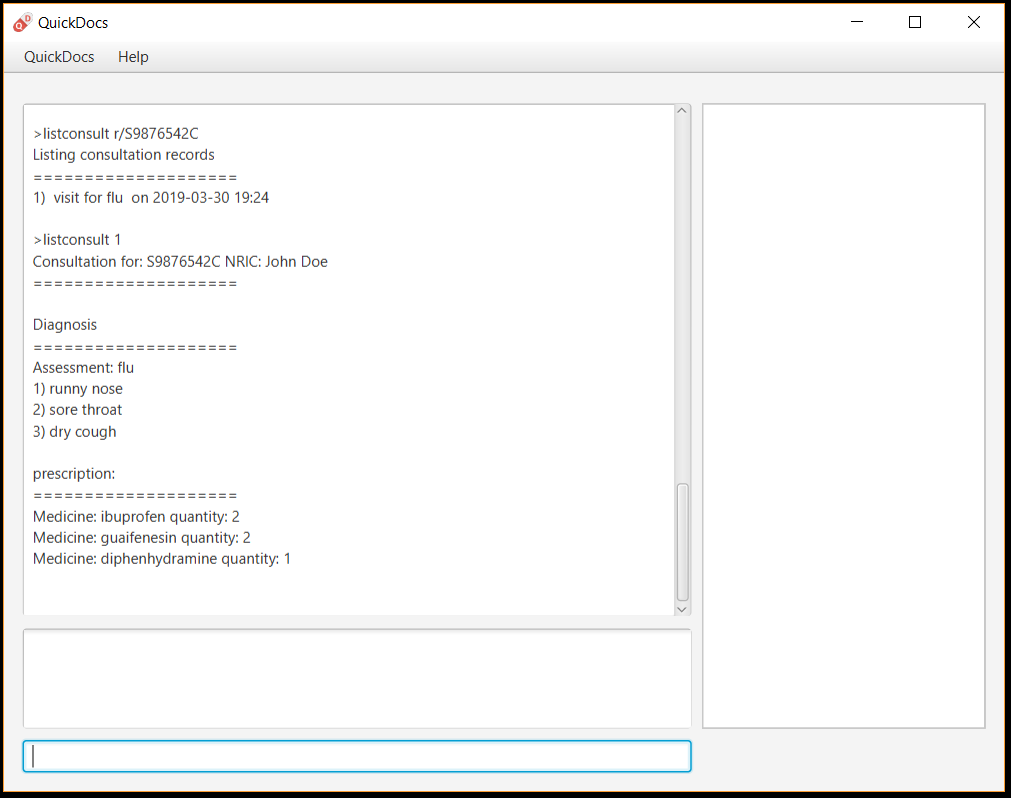 QuickDocs
QuickDocs Help
>listconsult r/S9876542C
Listing consultation records
====================
1)  visit for flu  on 2019-03-30 19:24
>listconsult 1
Consultation for: S9876542C NRIC: John Doe
====================
Diagnosis
====================
Assessment: flu
1) runny nose
2) sore throat
3) dry cough
prescription:
====================
Medicine: ibuprofen quantity: 2
Medicine: guaifenesin quantity: 2
Medicine: diphenhydramine quantity: 1